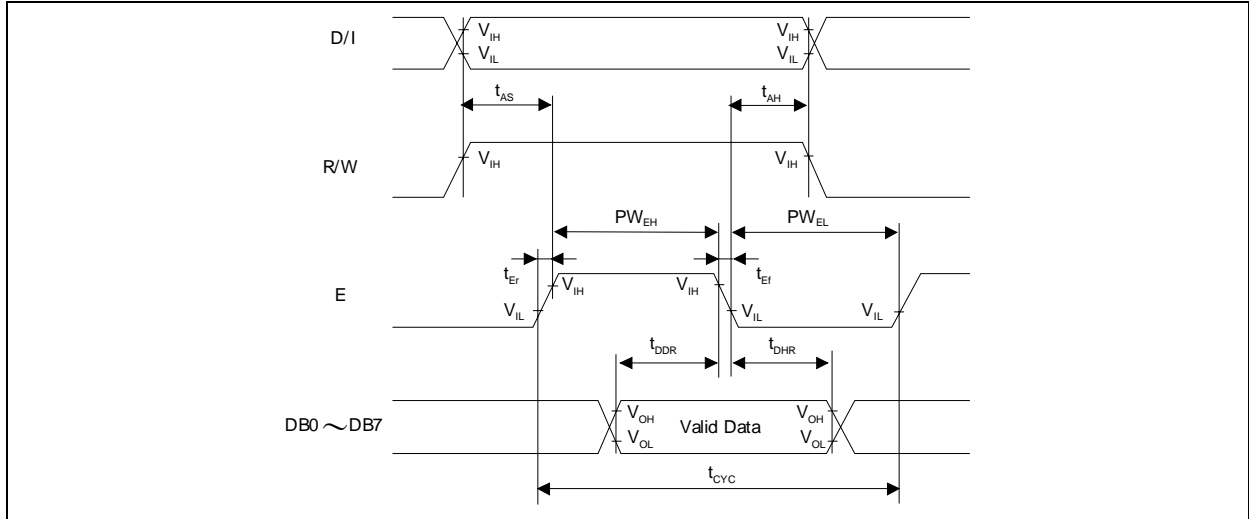 D/I
V_IH V_IH
V_IL V_IL
t_AS t_AH
R/W
V_IH V_IH
PW_EH PW_EL
t_Er t_Ef
E
V_IH V_IH
V_IL V_IL V_IL
t_DDR t_DHR
DB0 ~ DB7
V_OH V_OH
Valid Data
V_OL V_OL
t_CYC